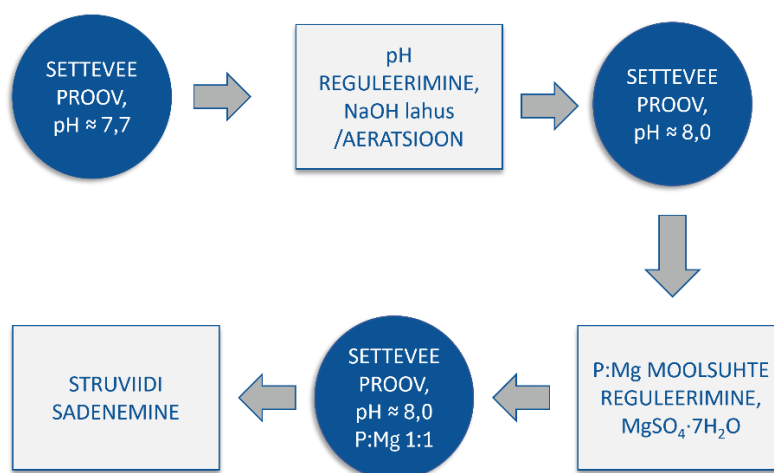 SETTEVEE
PROOV,
pH ≈ 7,7
pH
REGULEERIMINE,
NaOH lahus
/AERATSIOON
SETTEVEE
PROOV,
pH ≈ 8,0
P:Mg MOOLSUHTE
REGULEERIMINE,
MgSO₄·7H₂O
SETTEVEE
PROOV,
pH ≈ 8,0
P:Mg 1:1
STRUVIIDI
SADENEMINE